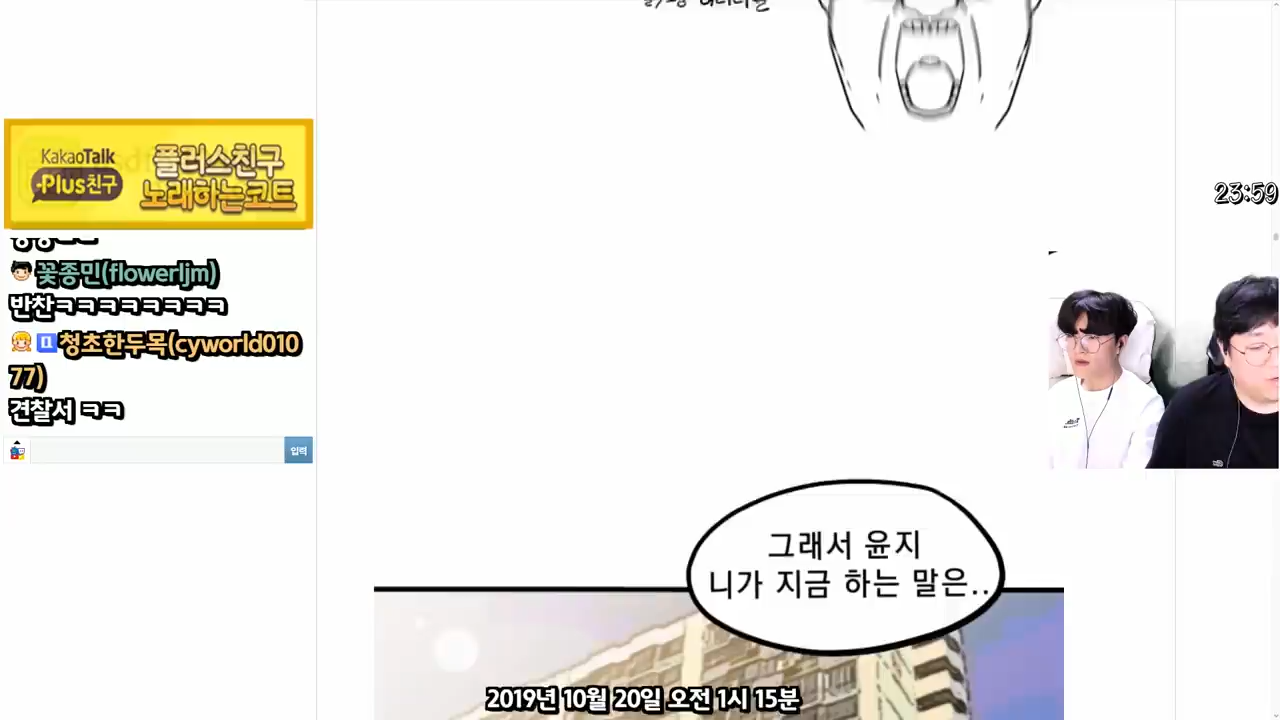 KakaoTalk
Plus친구
플러스친구
노래하는코트
꽃종민(flowerljm)
반찬ㅋㅋㅋㅋㅋㅋㅋㅋ
청초한두목(cyworld010
77)
견찰서 ㅋㅋ
입력
23:59
그래서 윤지
니가 지금 하는 말은..
2019년 10월 20일 오전 1시 15분